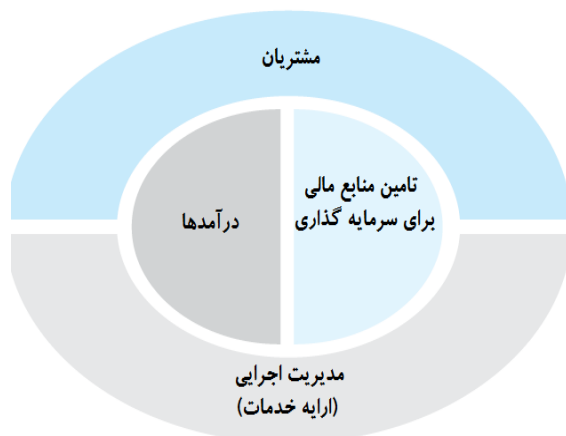 مشتریان
تامین منابع مالی
برای سرمایه گذاری
درآمدها
مدیریت اجرایی
(ارایه خدمات)